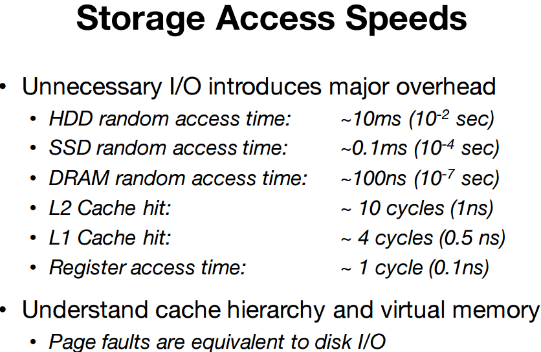 Storage Access Speeds
• Unnecessary I/O introduces major overhead
• HDD random access time: ~10ms (10⁻² sec)
• SSD random access time: ~0.1ms (10⁻⁴ sec)
• DRAM random access time: ~100ns (10⁻⁷ sec)
• L2 Cache hit: ~ 10 cycles (1ns)
• L1 Cache hit: ~ 4 cycles (0.5 ns)
• Register access time: ~ 1 cycle (0.1ns)
• Understand cache hierarchy and virtual memory
• Page faults are equivalent to disk I/O